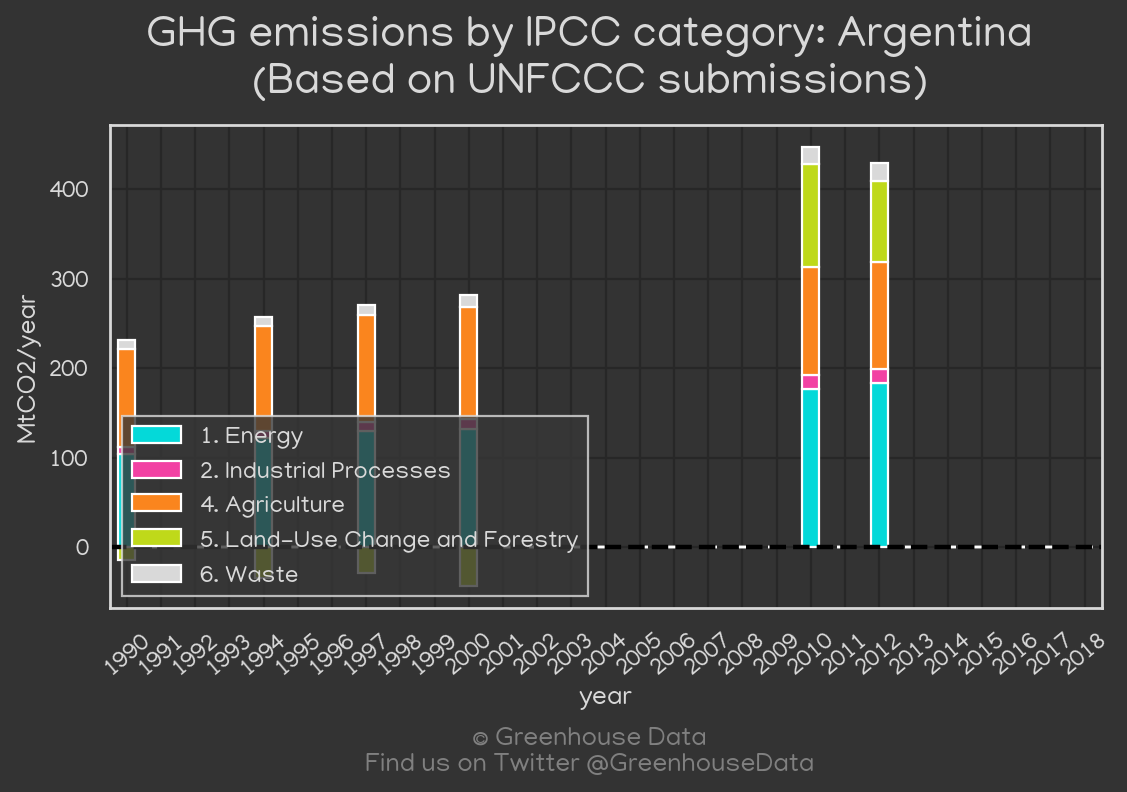 GHG emissions by IPCC category: Argentina
(Based on UNFCCC submissions)
MtCO2/year
400
300
200
100
0
1. Energy
2. Industrial Processes
4. Agriculture
5. Land-Use Change and Forestry
6. Waste
1990 1991 1992 1993 1994 1995 1996 1997 1998 1999 2000 2001 2002 2003 2004 2005 2006 2007 2008 2009 2010 2011 2012 2013 2014 2015 2016 2017 2018
year
© Greenhouse Data
Find us on Twitter @GreenhouseData